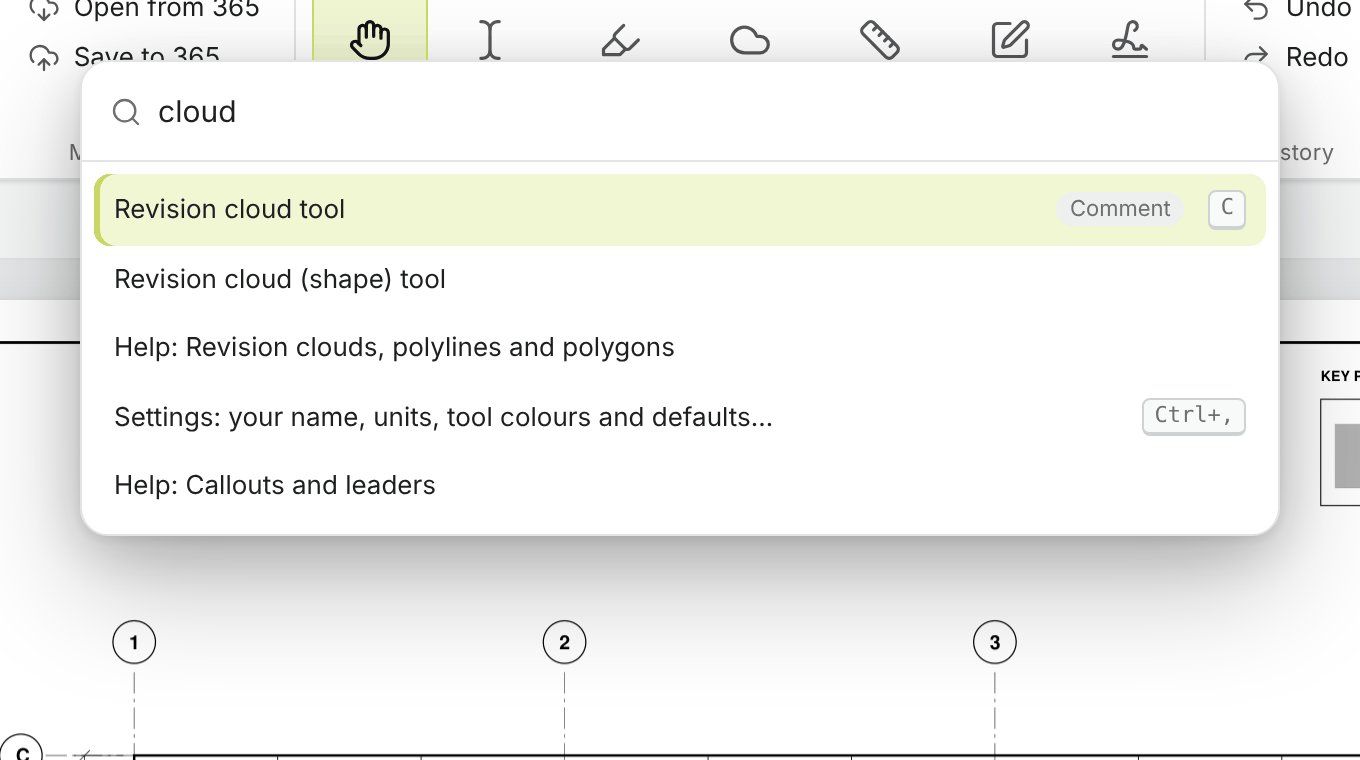 Open from 365
Undo
Save to 365
Redo
cloud
story
Revision cloud tool
Comment
C
Revision cloud (shape) tool
Help: Revision clouds, polylines and polygons
KEY
Settings: your name, units, tool colours and defaults...
Ctrl+,
Help: Callouts and leaders
1
2
3
C